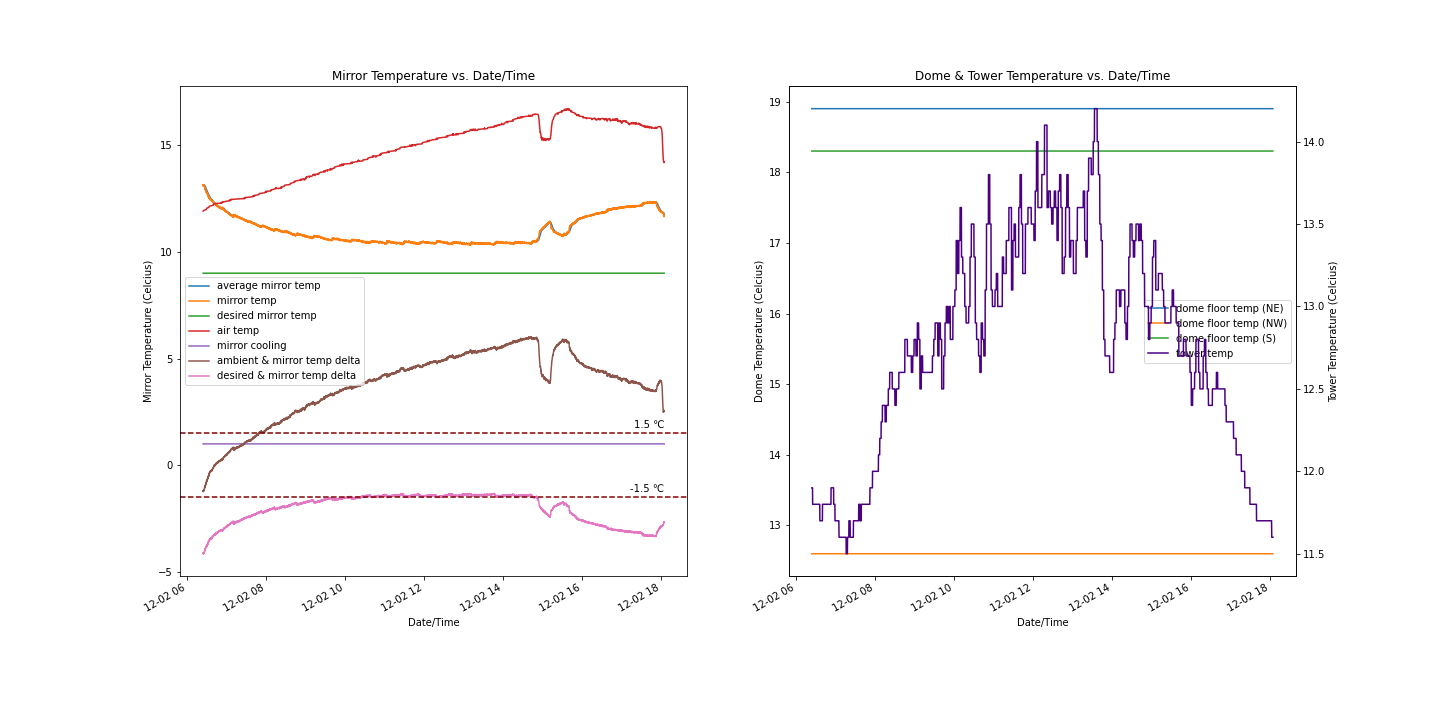 Mirror Temperature vs. Date/Time
Mirror Temperature (Celcius)
15
10
5
0
−5
average mirror temp
mirror temp
desired mirror temp
air temp
mirror cooling
ambient & mirror temp delta
desired & mirror temp delta
1.5 °C
-1.5 °C
12-02 06
12-02 08
12-02 10
12-02 12
12-02 14
12-02 16
12-02 18
Date/Time
Dome & Tower Temperature vs. Date/Time
Dome Temperature (Celcius)
19
18
17
16
15
14
13
dome floor temp (NE)
dome floor temp (NW)
dome floor temp (S)
tower temp
14.0
13.5
13.0
12.5
12.0
11.5
Tower Temperature (Celcius)
12-02 06
12-02 08
12-02 10
12-02 12
12-02 14
12-02 16
12-02 18
Date/Time